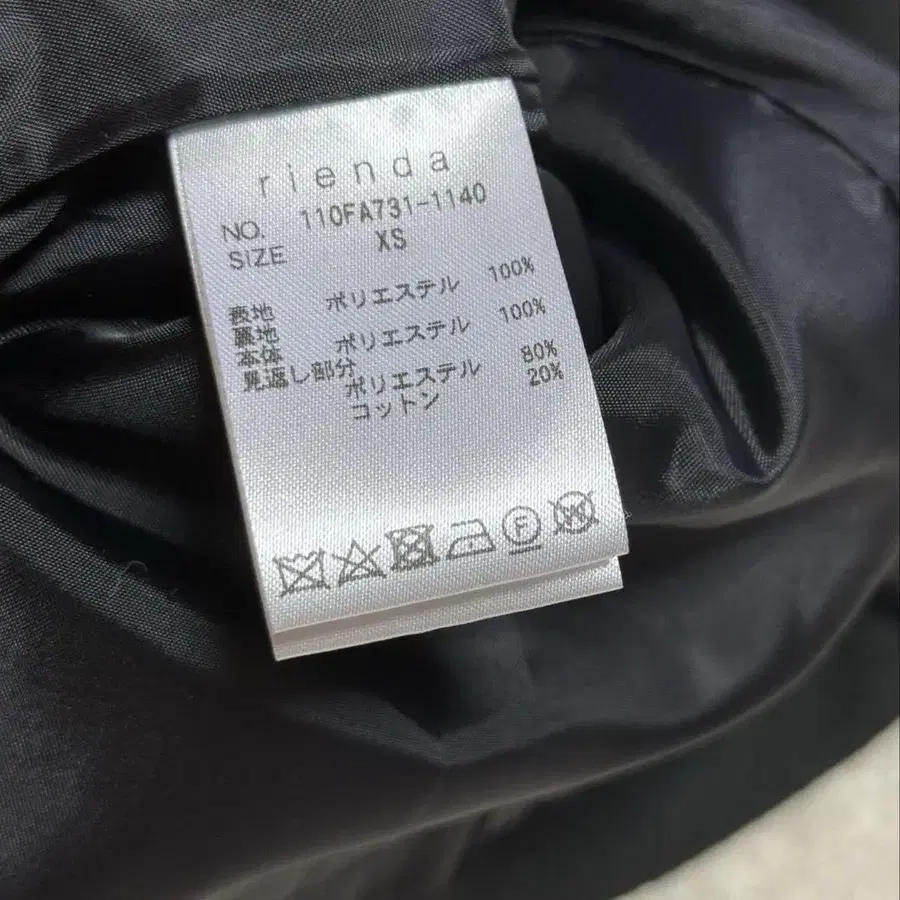 rienda
NO. 110FA731-1140
SIZE XS
表地 ポリエステル 100%
裏地
本体 ポリエステル 100%
見返し部分 ポリエステル 80%
コットン 20%
F
W